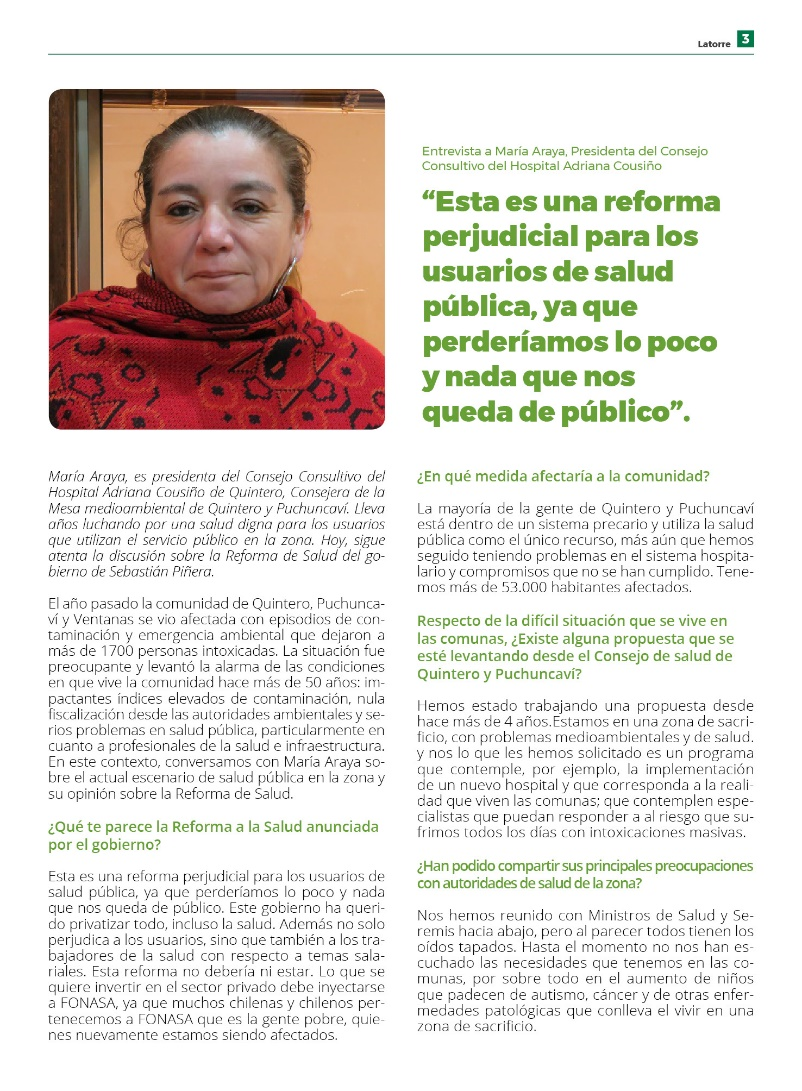 Latorre 3
Entrevista a María Araya, Presidenta del Consejo
Consultivo del Hospital Adriana Cousiño
“Esta es una reforma
perjudicial para los
usuarios de salud
pública, ya que
perderíamos lo poco
y nada que nos
queda de público”.
María Araya, es presidenta del Consejo Consultivo del
Hospital Adriana Cousiño de Quintero, Consejera de la
Mesa medioambiental de Quintero y Puchuncaví. Lleva
años luchando por una salud digna para los usuarios
que utilizan el servicio público en la zona. Hoy, sigue
atenta la discusión sobre la Reforma de Salud del go-
bierno de Sebastián Piñera.
El año pasado la comunidad de Quintero, Puchunca-
ví y Ventanas se vio afectada con episodios de con-
taminación y emergencia ambiental que dejaron a
más de 1700 personas intoxicadas. La situación fue
preocupante y levantó la alarma de las condiciones
en que vive la comunidad hace más de 50 años: im-
pactantes índices elevados de contaminación, nula
fiscalización desde las autoridades ambientales y se-
rios problemas en salud pública, particularmente en
cuanto a profesionales de la salud e infraestructura.
En este contexto, conversamos con María Araya so-
bre el actual escenario de salud pública en la zona y
su opinión sobre la Reforma de Salud.
¿Qué te parece la Reforma a la Salud anunciada
por el gobierno?
Esta es una reforma perjudicial para los usuarios de
salud pública, ya que perderíamos lo poco y nada
que nos queda de público. Este gobierno ha queri-
do privatizar todo, incluso la salud. Además no solo
perjudica a los usuarios, sino que también a los tra-
bajadores de la salud con respecto a temas sala-
riales. Esta reforma no debería ni estar. Lo que se
quiere invertir en el sector privado debe inyectarse
a FONASA, ya que muchos chilenas y chilenos per-
tenecemos a FONASA que es la gente pobre, quie-
nes nuevamente estamos siendo afectados.
¿En qué medida afectaría a la comunidad?
La mayoría de la gente de Quintero y Puchuncaví
está dentro de un sistema precario y utiliza la salud
pública como el único recurso, más aún que hemos
seguido teniendo problemas en el sistema hospita-
lario y compromisos que no se han cumplido. Tene-
mos más de 53.000 habitantes afectados.
Respecto de la difícil situación que se vive en
las comunas, ¿Existe alguna propuesta que se
esté levantando desde el Consejo de salud de
Quintero y Puchuncaví?
Hemos estado trabajando una propuesta desde
hace más de 4 años.Estamos en una zona de sacri-
ficio, con problemas medioambientales y de salud.
y nos lo que les hemos solicitado es un programa
que contemple, por ejemplo, la implementación
de un nuevo hospital y que corresponda a la reali-
dad que viven las comunas; que contemplen espe-
cialistas que puedan responder a al riesgo que su-
frimos todos los días con intoxicaciones masivas.
¿Han podido compartir sus principales preocupaciones
con autoridades de salud de la zona?
Nos hemos reunido con Ministros de Salud y Se-
remis hacia abajo, pero al parecer todos tienen los
oídos tapados. Hasta el momento no nos han es-
cuchado las necesidades que tenemos en las co-
munas, por sobre todo en el aumento de niños
que padecen de autismo, cáncer y de otras enfer-
medades patológicas que conlleva el vivir en una
zona de sacrificio.